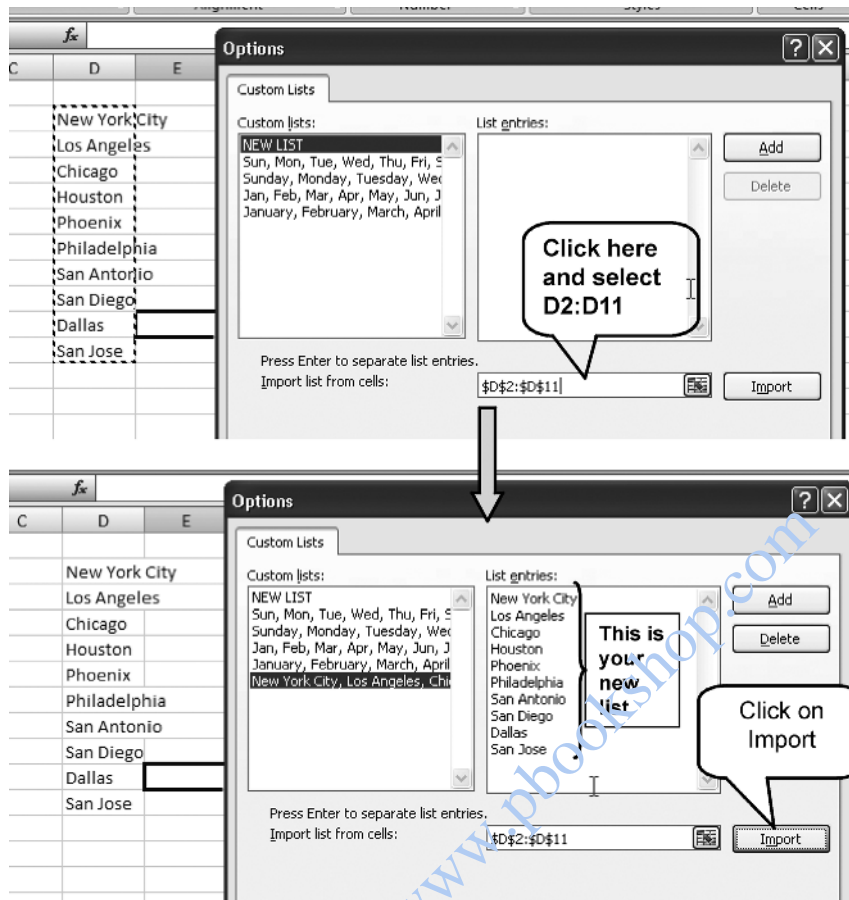 Alignment Number Styles Cells
fx
C D E
Options
Custom Lists
Custom lists:
List entries:
New York City
Los Angeles
Chicago
Houston
Phoenix
Philadelphia
San Antonio
San Diego
Dallas
San Jose
NEW LIST
Sun, Mon, Tue, Wed, Thu, Fri, S
Sunday, Monday, Tuesday, Wed
Jan, Feb, Mar, Apr, May, Jun, J
January, February, March, April
Add
Delete
Click here
and select
D2:D11
Press Enter to separate list entries.
Import list from cells:
$D$2:$D$11
Import
fx
C D E
Options
Custom Lists
Custom lists:
List entries:
New York City
Los Angeles
Chicago
Houston
Phoenix
Philadelphia
San Antonio
San Diego
Dallas
San Jose
NEW LIST
Sun, Mon, Tue, Wed, Thu, Fri, S
Sunday, Monday, Tuesday, Wed
Jan, Feb, Mar, Apr, May, Jun, J
January, February, March, April
New York City, Los Angeles, Chi
New York City
Los Angeles
Chicago
Houston
Phoenix
Philadelphia
San Antonio
San Diego
Dallas
San Jose
This is
your
new
list
Add
Delete
Click on
Import
Press Enter to separate list entries.
Import list from cells:
$D$2:$D$11
Import
www.pbookshop.com